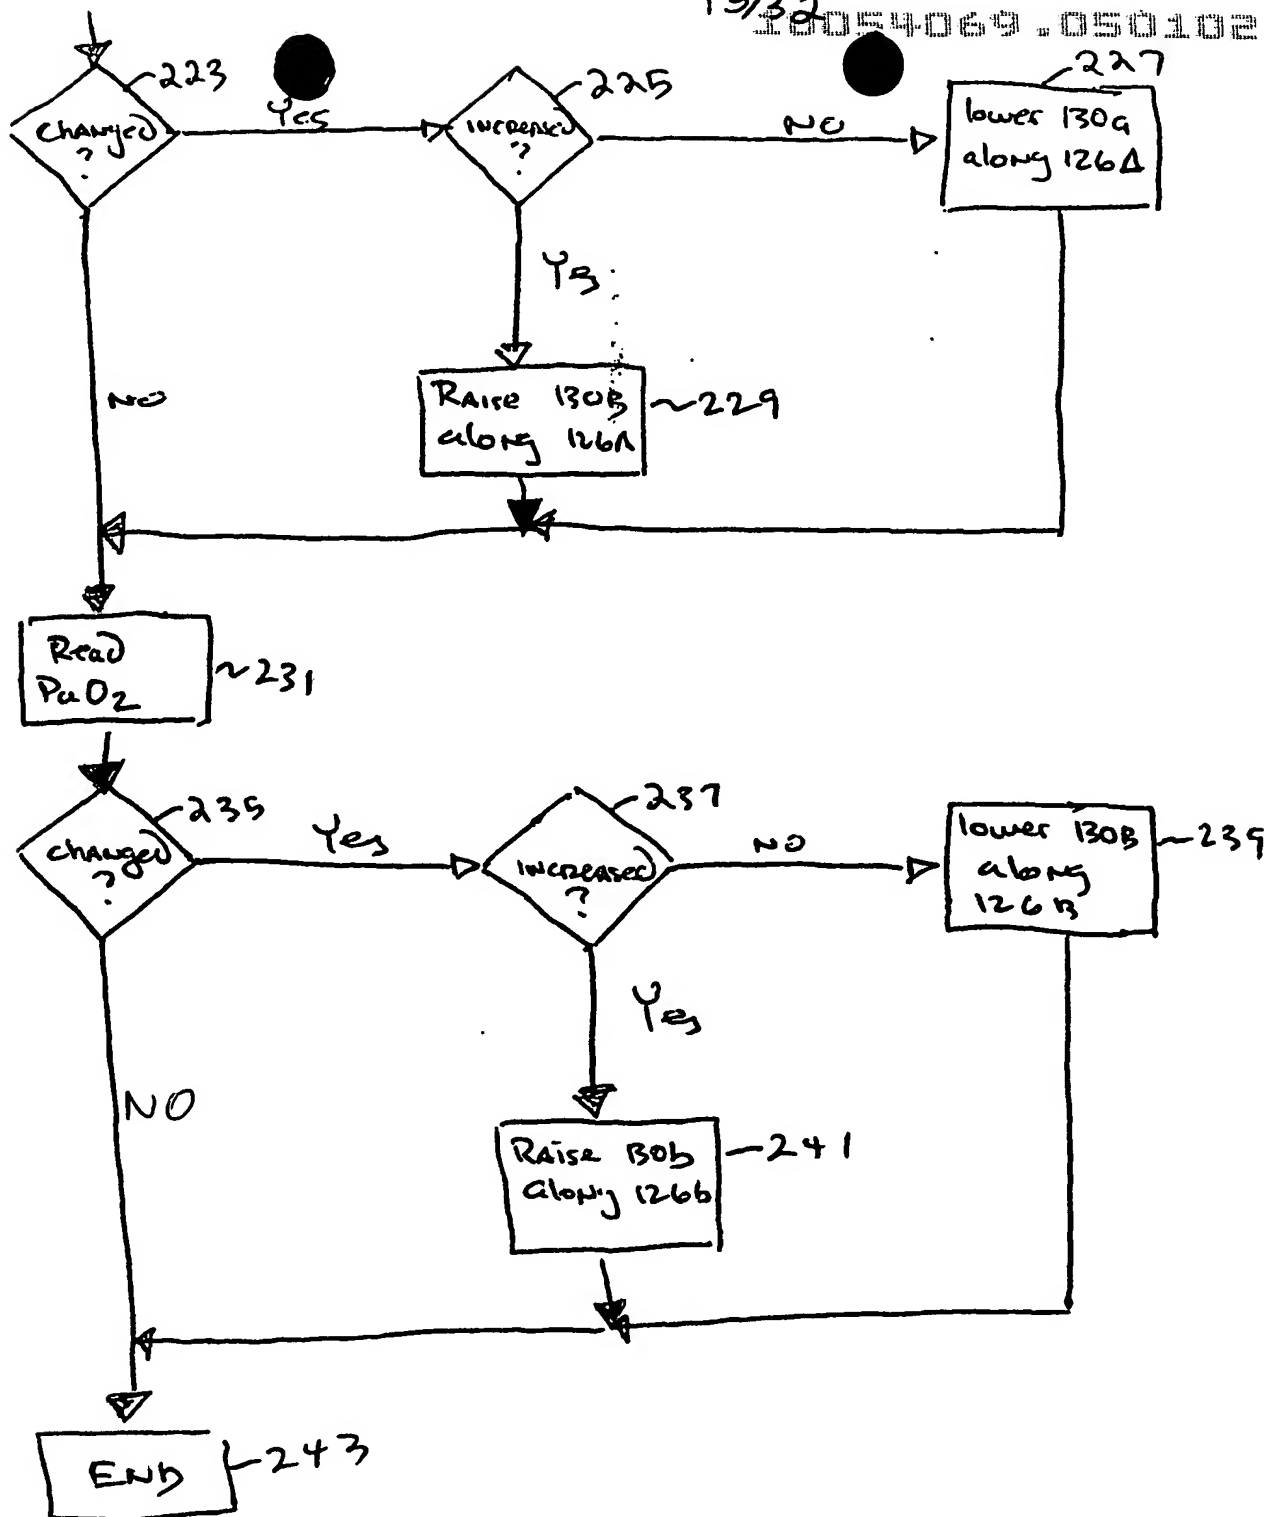 15/32
10054069.050102
223
Changed
?
Yes
225
INCREASED
?
NO
227
lower 130a
along 126A
Yes
NO
RAise 130B
along 126A
~229
Read
PaO2
~231
235
Changed
?
Yes
237
INCREASED
?
NO
lower 130B
along
126B
239
Yes
NO
RAise 130b
along 126b
241
END
243